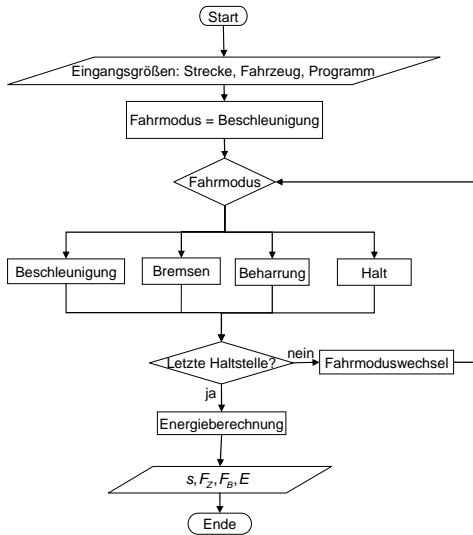 Start
Eingangsgrößen: Strecke, Fahrzeug, Programm
Fahrmodus = Beschleunigung
Fahrmodus
Beschleunigung
Bremsen
Beharrung
Halt
Letzte Haltstelle?
nein
Fahrmoduswechsel
ja
Energieberechnung
s, F_Z, F_B, E
Ende